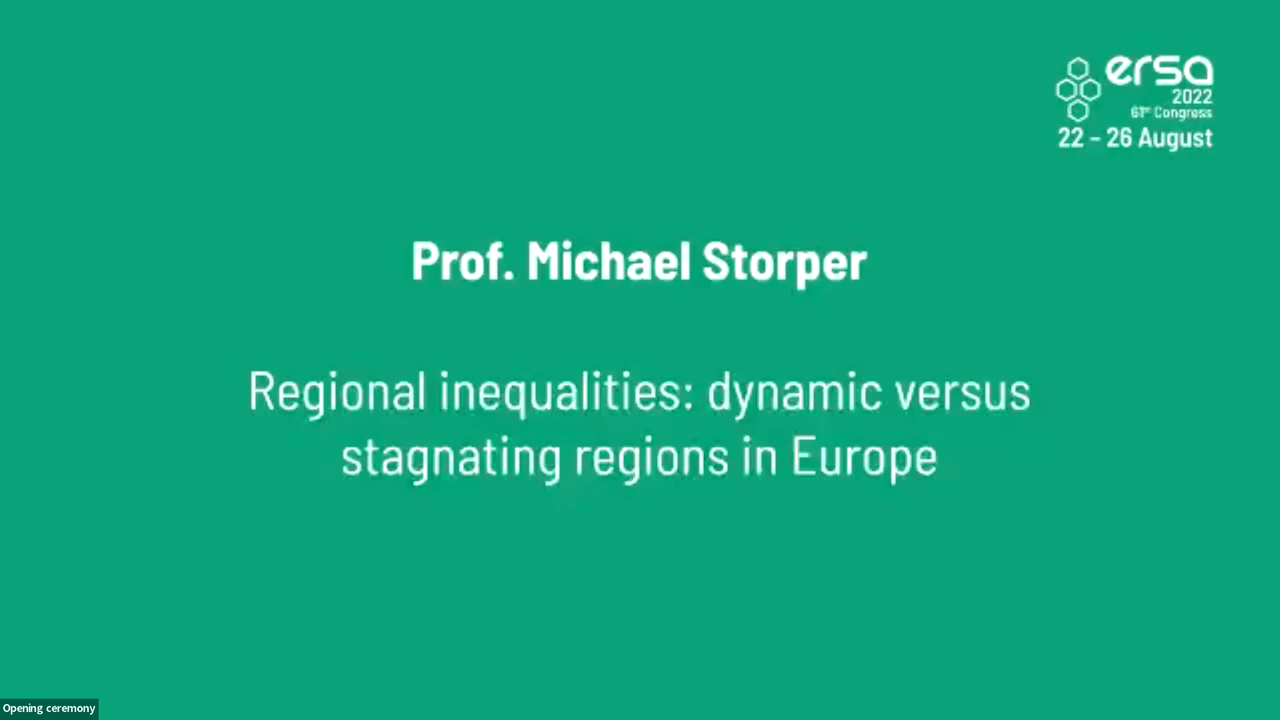 ersa
2022
61st Congress
22 – 26 August
Prof. Michael Storper
Regional inequalities: dynamic versus
stagnating regions in Europe
Opening ceremony